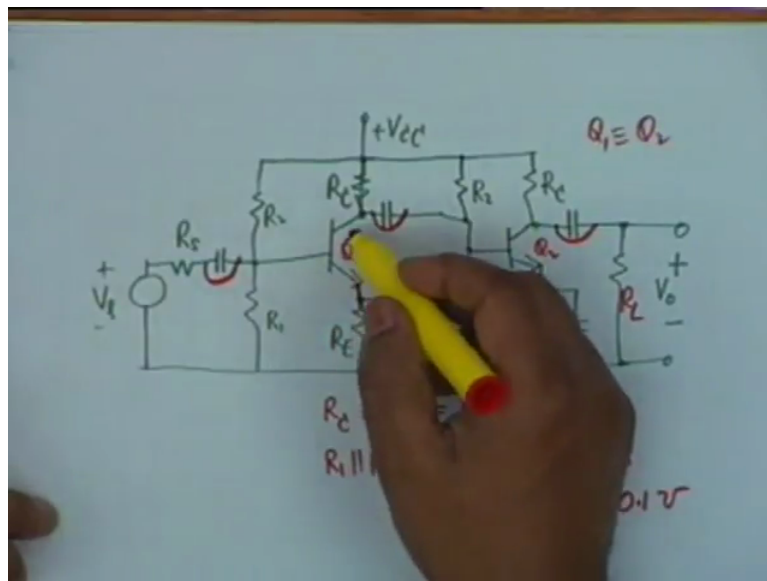 +Vcc
Q₁ ≡ Q₂
R₂
Rc
R₂
Rc
Rs
+
Q₂
+
Vi
RL
Vo
-
R₁
RE
-
Rc =
R₁ ||
0.1 v